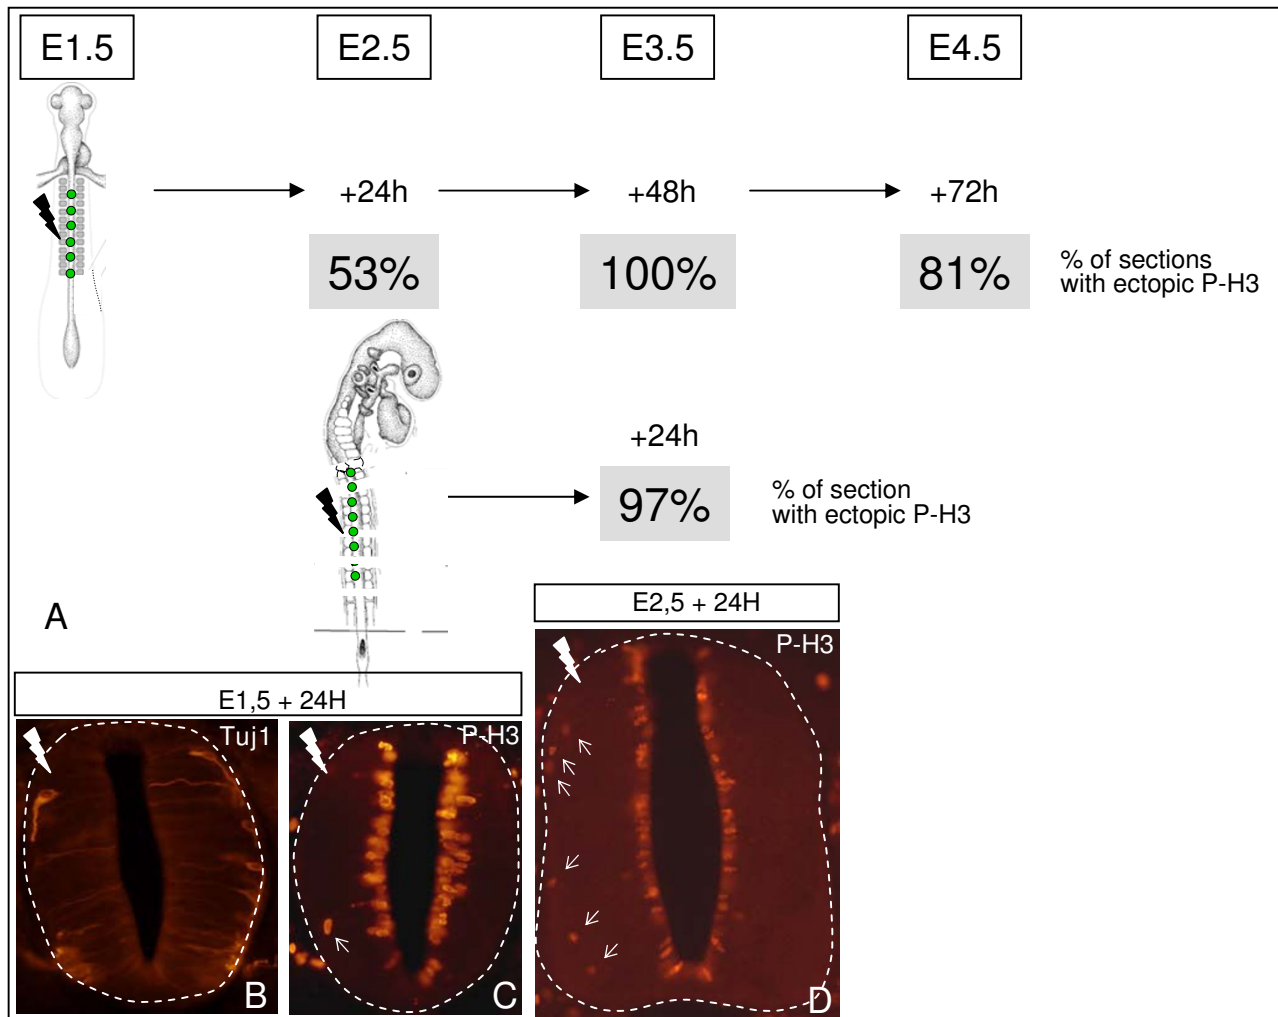 E1.5
E2.5
E3.5
E4.5
+24h
+48h
+72h
53%
100%
81%
% of sections
with ectopic P-H3
+24h
97%
% of section
with ectopic P-H3
A
E2,5 + 24H
P-H3
E1,5 + 24H
Tuj1
P-H3
B
C
D